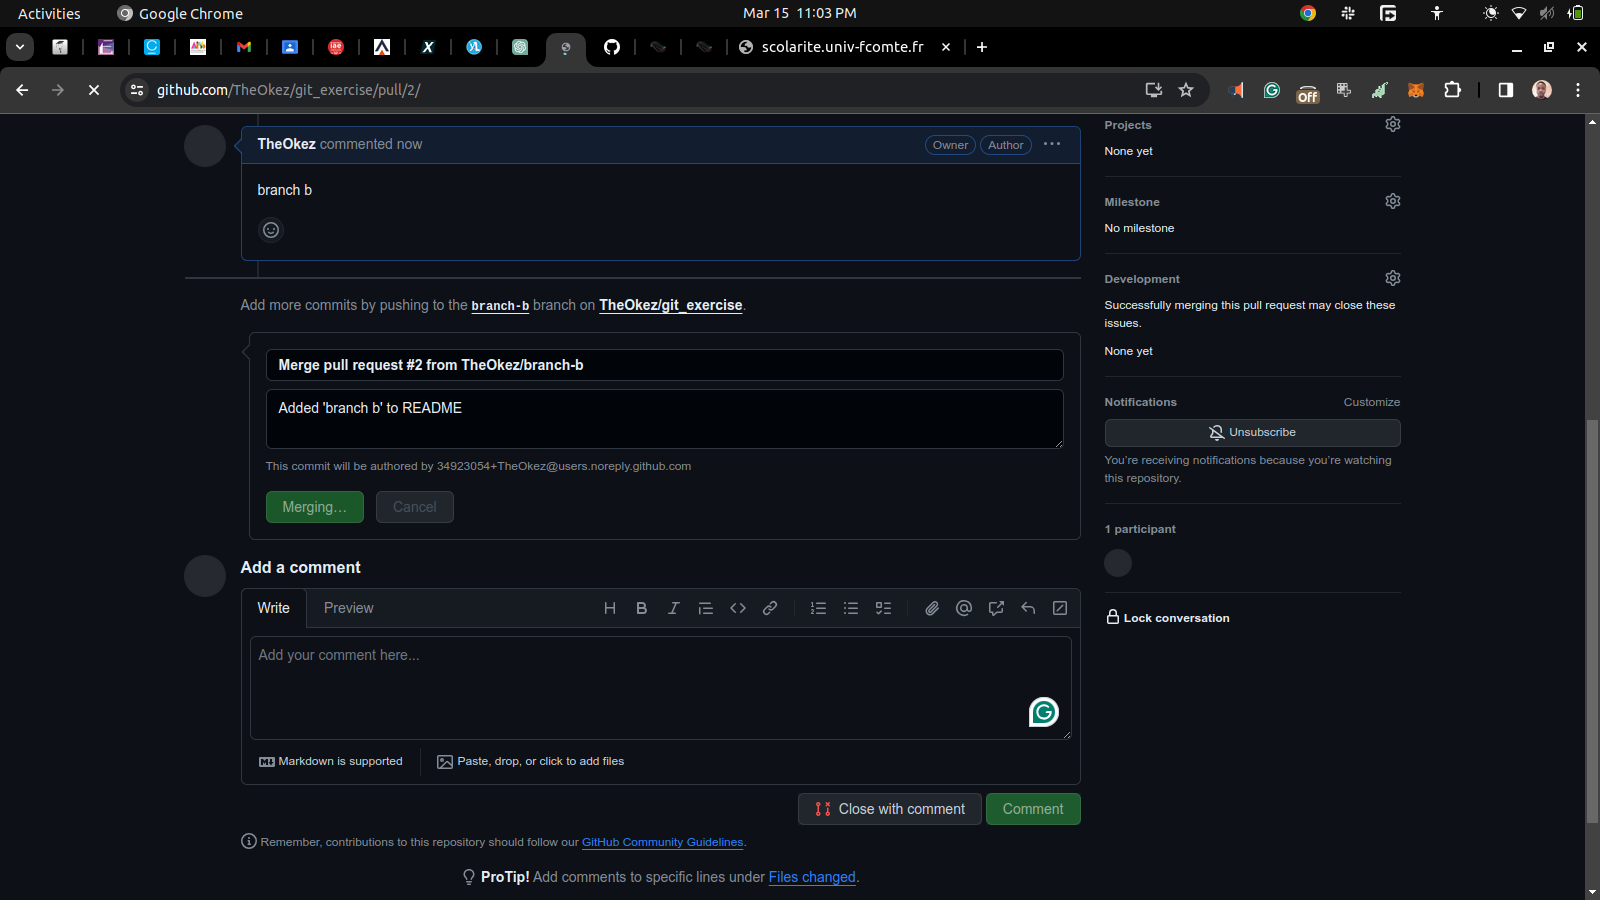 Activities
Google Chrome
Mar 15 11:03 PM
scolarite.univ-fcomte.fr
github.com/TheOkez/git_exercise/pull/2/
Off
TheOkez commented now
Owner
Author
branch b
Add more commits by pushing to the branch-b branch on TheOkez/git_exercise.
Merge pull request #2 from TheOkez/branch-b
Added 'branch b' to README
This commit will be authored by 34923054+TheOkez@users.noreply.github.com
Merging…
Cancel
Add a comment
Write
Preview
Add your comment here...
Markdown is supported
Paste, drop, or click to add files
Close with comment
Comment
Remember, contributions to this repository should follow our GitHub Community Guidelines.
ProTip! Add comments to specific lines under Files changed.
Projects
None yet
Milestone
No milestone
Development
Successfully merging this pull request may close these
issues.
None yet
Notifications
Customize
Unsubscribe
You're receiving notifications because you're watching
this repository.
1 participant
Lock conversation